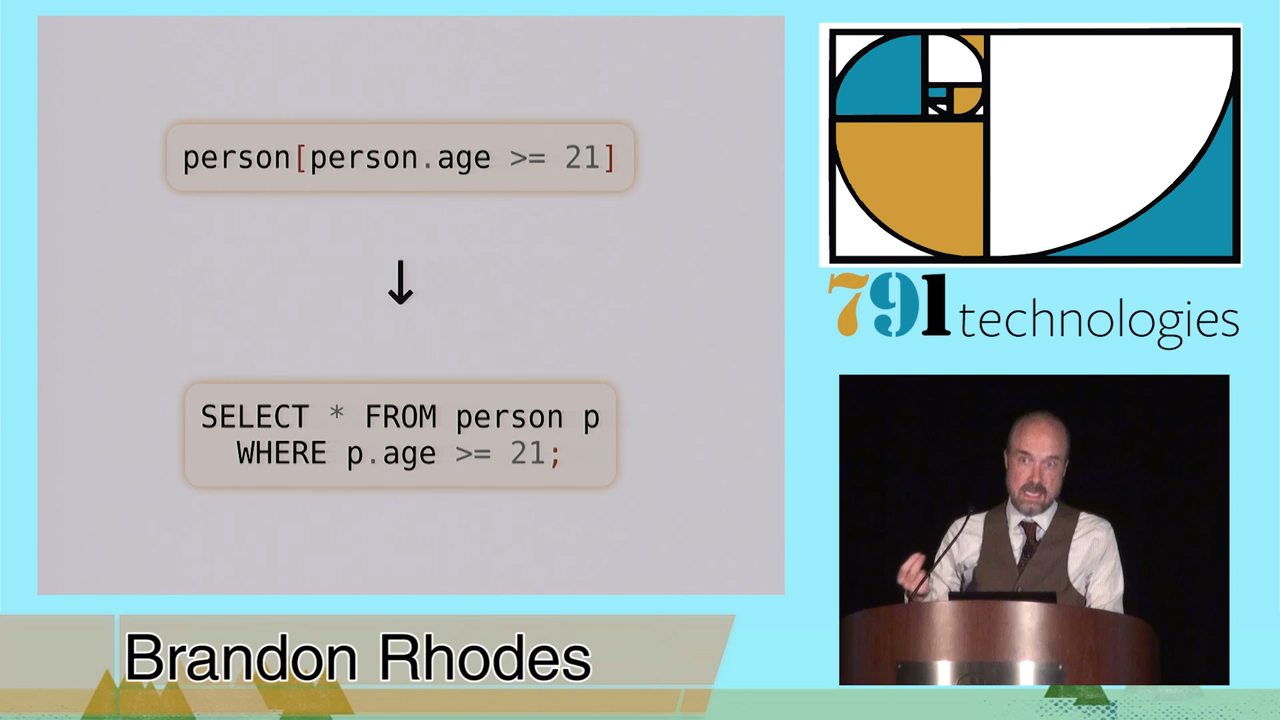 person[person.age >= 21]
↓
SELECT * FROM person p
WHERE p.age >= 21;
791 technologies
Brandon Rhodes